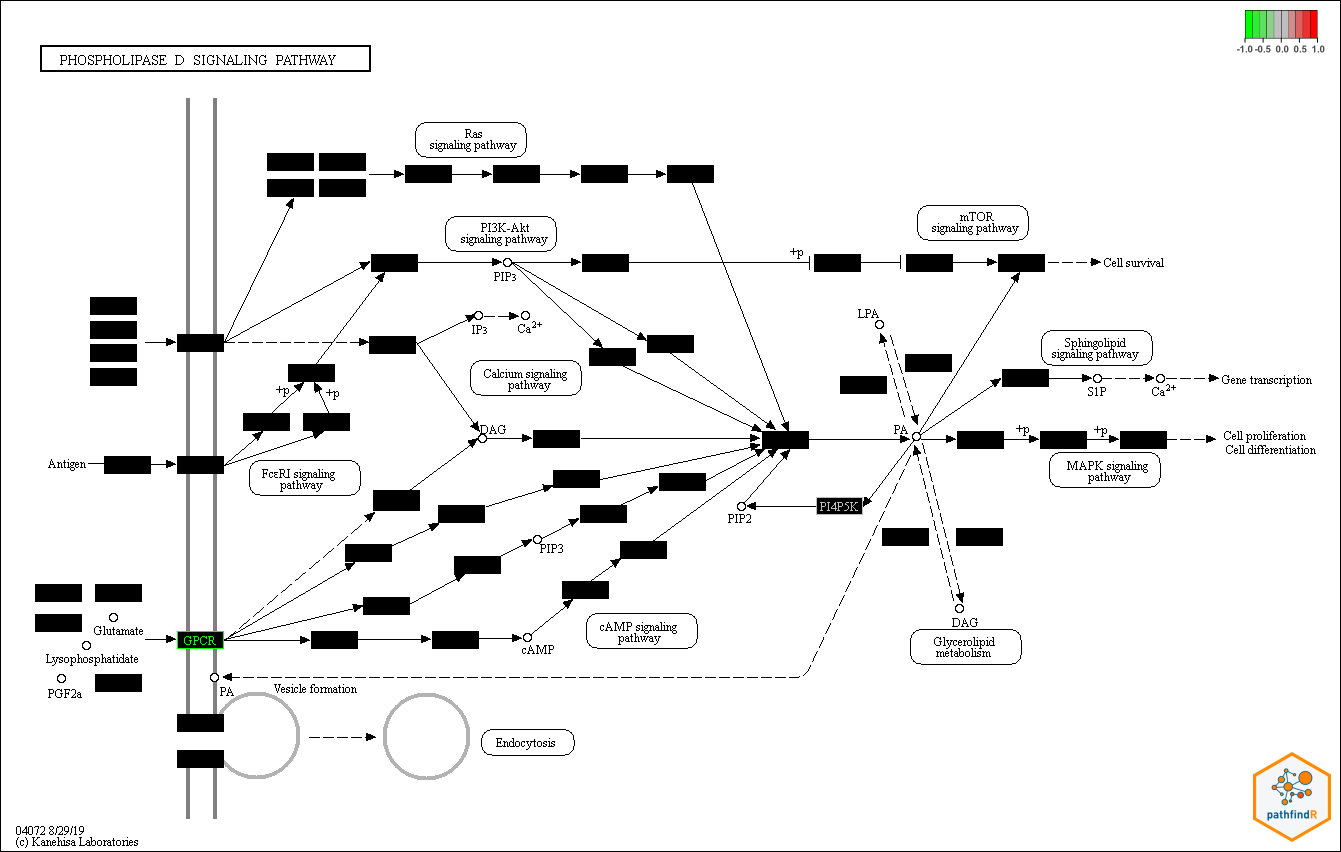 -1.0 -0.5 0.0 0.5 1.0
PHOSPHOLIPASE D SIGNALING PATHWAY
Ras
signaling pathway
PI3K-Akt
signaling pathway
mTOR
signaling pathway
+p
PIP3
Cell survival
LPA
IP3
Ca2+
Sphingolipid
signaling pathway
Calcium signaling
pathway
+p
+p
S1P
Ca2+
Gene transcription
DAG
PA
+p
+p
Cell proliferation
Cell differentiation
Antigen
FcεRI signaling
pathway
MAPK signaling
pathway
PI4P5K
PIP2
PIP3
Glutamate
GPCR
cAMP signaling
pathway
cAMP
DAG
Lysophosphatidate
Glycerolipid
metabolism
PGF2a
PA
Vesicle formation
Endocytosis
pathfindR
04072 8/29/19
(c) Kanehisa Laboratories